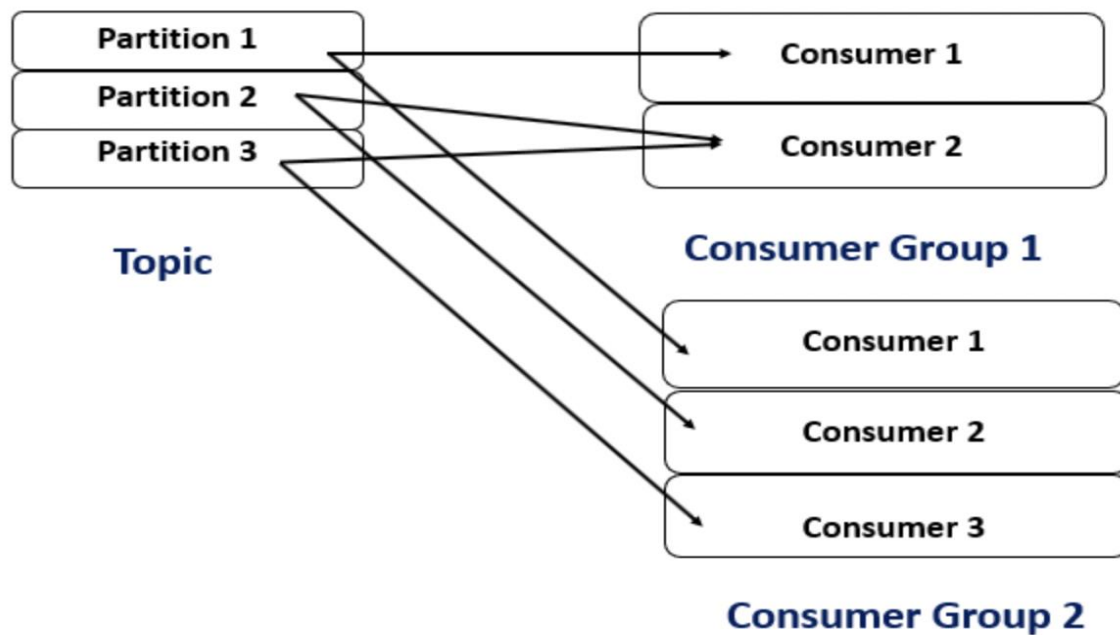 Partition 1
Partition 2
Partition 3
Topic
Consumer 1
Consumer 2
Consumer Group 1
Consumer 1
Consumer 2
Consumer 3
Consumer Group 2